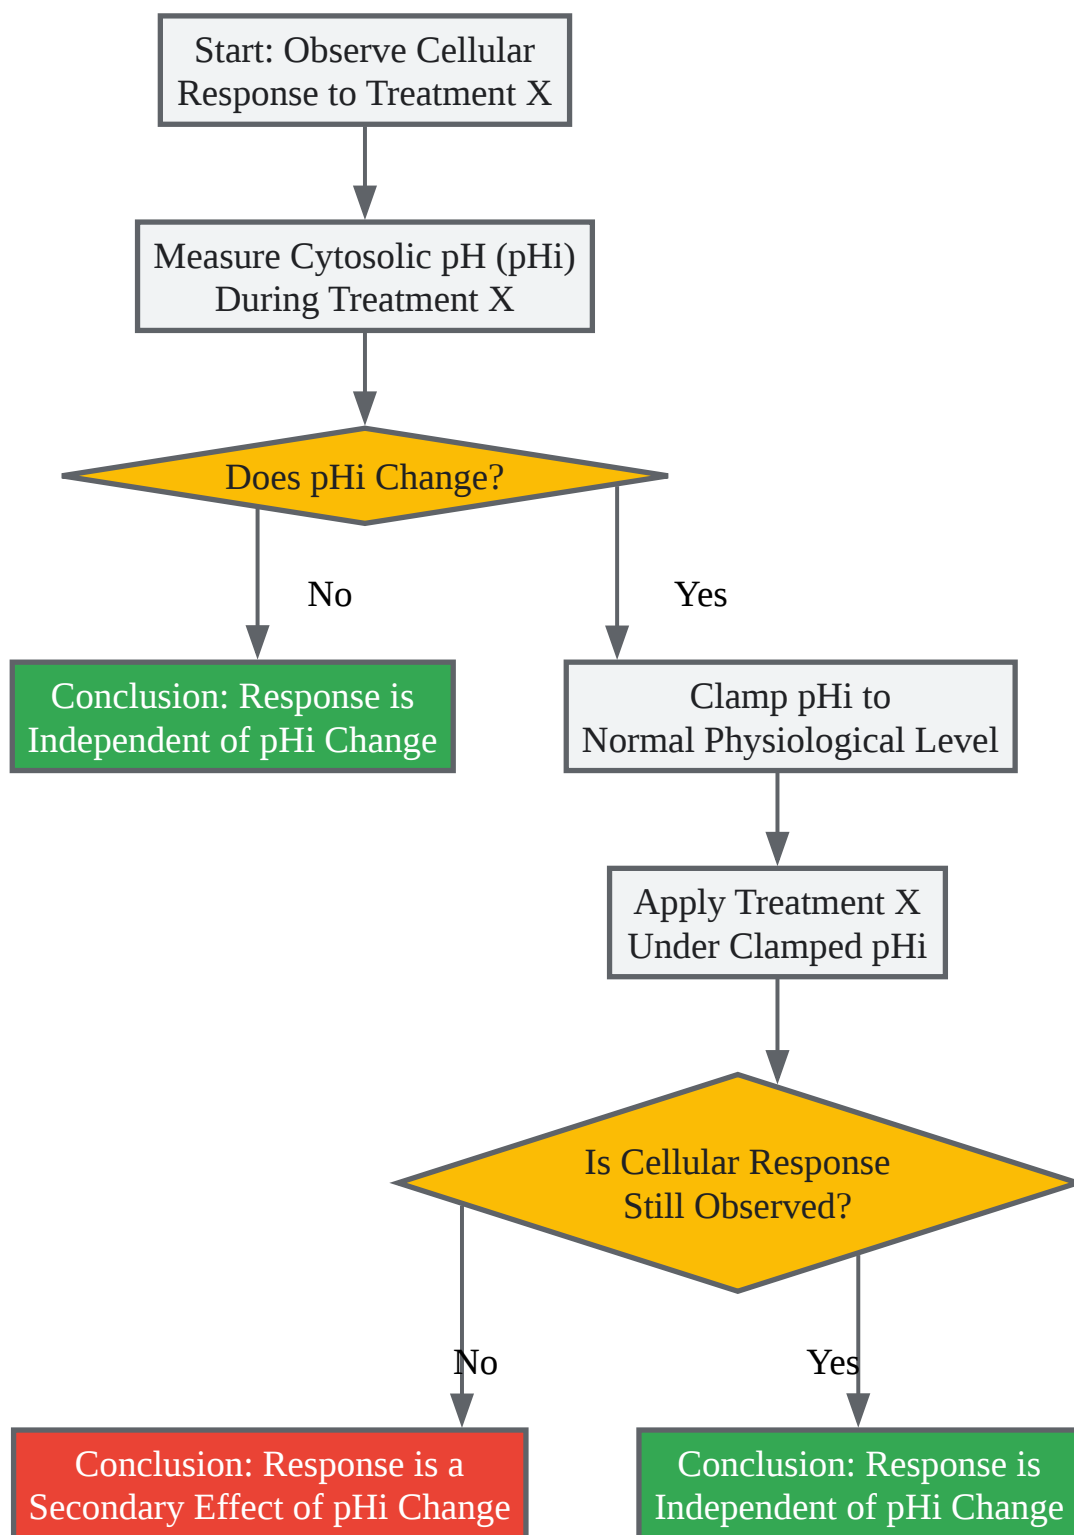 Start: Observe Cellular
Response to Treatment X
Measure Cytosolic pH (pHi)
During Treatment X
Does pHi Change?
No
Yes
Conclusion: Response is
Independent of pHi Change
Clamp pHi to
Normal Physiological Level
Apply Treatment X
Under Clamped pHi
Is Cellular Response
Still Observed?
No
Yes
Conclusion: Response is a
Secondary Effect of pHi Change
Conclusion: Response is
Independent of pHi Change